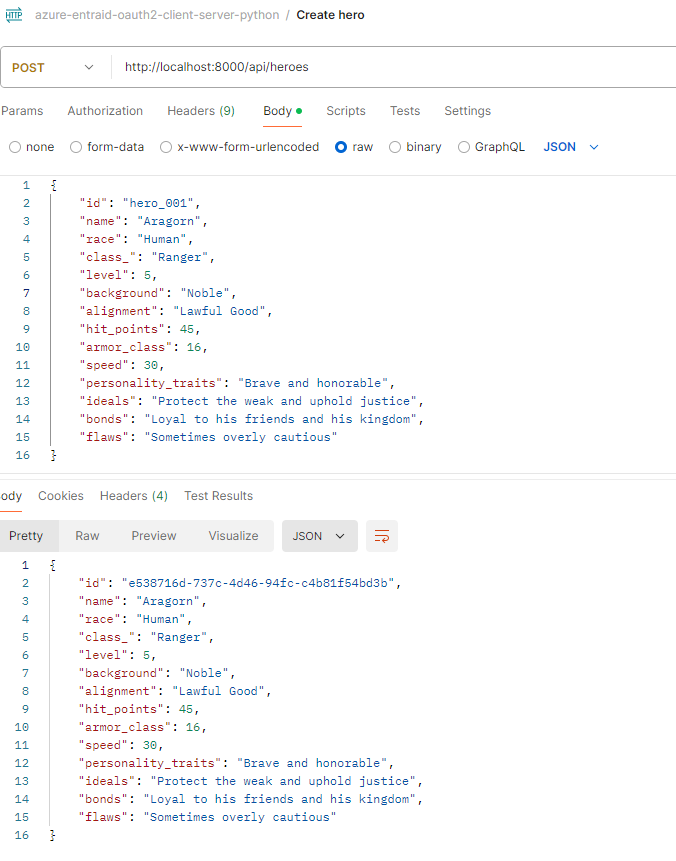 HTTP azure-entraid-oauth2-client-server-python / Create hero
POST http://localhost:8000/api/heroes
Params Authorization Headers (9) Body Scripts Tests Settings
none form-data x-www-form-urlencoded raw binary GraphQL JSON
1 {
2 "id": "hero_001",
3 "name": "Aragorn",
4 "race": "Human",
5 "class_": "Ranger",
6 "level": 5,
7 "background": "Noble",
8 "alignment": "Lawful Good",
9 "hit_points": 45,
10 "armor_class": 16,
11 "speed": 30,
12 "personality_traits": "Brave and honorable",
13 "ideals": "Protect the weak and uphold justice",
14 "bonds": "Loyal to his friends and his kingdom",
15 "flaws": "Sometimes overly cautious"
16 }
ody Cookies Headers (4) Test Results
Pretty Raw Preview Visualize JSON
1 {
2 "id": "e538716d-737c-4d46-94fc-c4b81f54bd3b",
3 "name": "Aragorn",
4 "race": "Human",
5 "class_": "Ranger",
6 "level": 5,
7 "background": "Noble",
8 "alignment": "Lawful Good",
9 "hit_points": 45,
10 "armor_class": 16,
11 "speed": 30,
12 "personality_traits": "Brave and honorable",
13 "ideals": "Protect the weak and uphold justice",
14 "bonds": "Loyal to his friends and his kingdom",
15 "flaws": "Sometimes overly cautious"
16 }